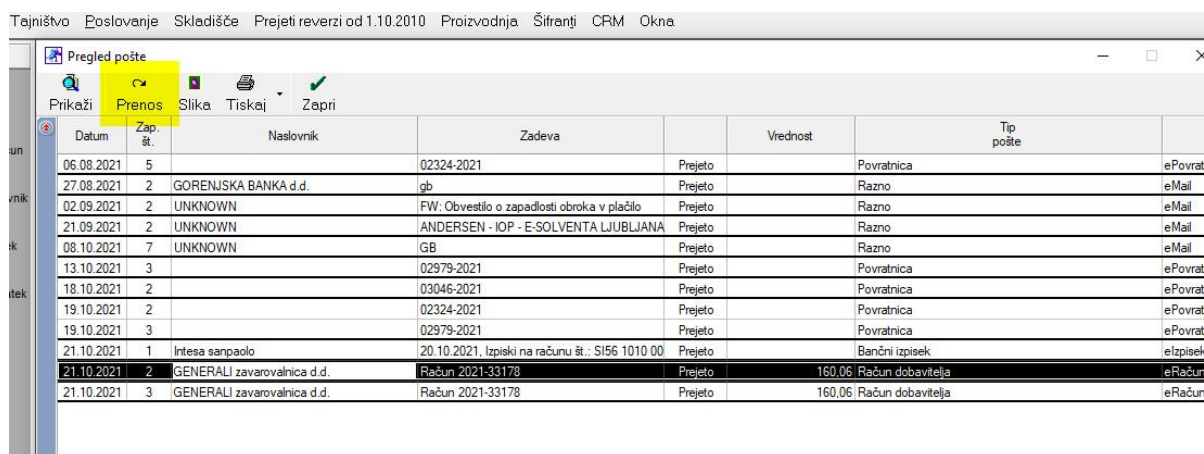 Tajništvo Poslovanje Skladišče Prejeti reverzi od 1.10.2010 Proizvodnja Šifranti CRM Okna
Pregled pošte
Prikaži Prenos Slika Tiskaj Zapri
Datum Zap. št. Naslovnik Zadeva Vrednost Tip pošte
06.08.2021 5 02324-2021 Prejeto Povratnica ePovrat
27.08.2021 2 GORENJSKA BANKA d.d. gb Prejeto Razno eMail
02.09.2021 2 UNKNOWN FW: Obvestilo o zapadlosti obroka v plačilo Prejeto Razno eMail
21.09.2021 2 UNKNOWN ANDERSEN - IOP - E-SOLVENTA LJUBLJANA Prejeto Razno eMail
08.10.2021 7 UNKNOWN GB Prejeto Razno eMail
13.10.2021 3 02979-2021 Prejeto Povratnica ePovrat
18.10.2021 2 03046-2021 Prejeto Povratnica ePovrat
19.10.2021 2 02324-2021 Prejeto Povratnica ePovrat
19.10.2021 3 02979-2021 Prejeto Povratnica ePovrat
21.10.2021 1 Intesa sanpaolo 20.10.2021, Izpiski na računu št.: SI56 1010 00 Prejeto Bančni izpisek eIzpisek
21.10.2021 2 GENERALI zavarovalnica d.d. Račun 2021-33178 Prejeto 160,06 Račun dobavitelja eRačun
21.10.2021 3 GENERALI zavarovalnica d.d. Račun 2021-33178 Prejeto 160,06 Račun dobavitelja eRačun